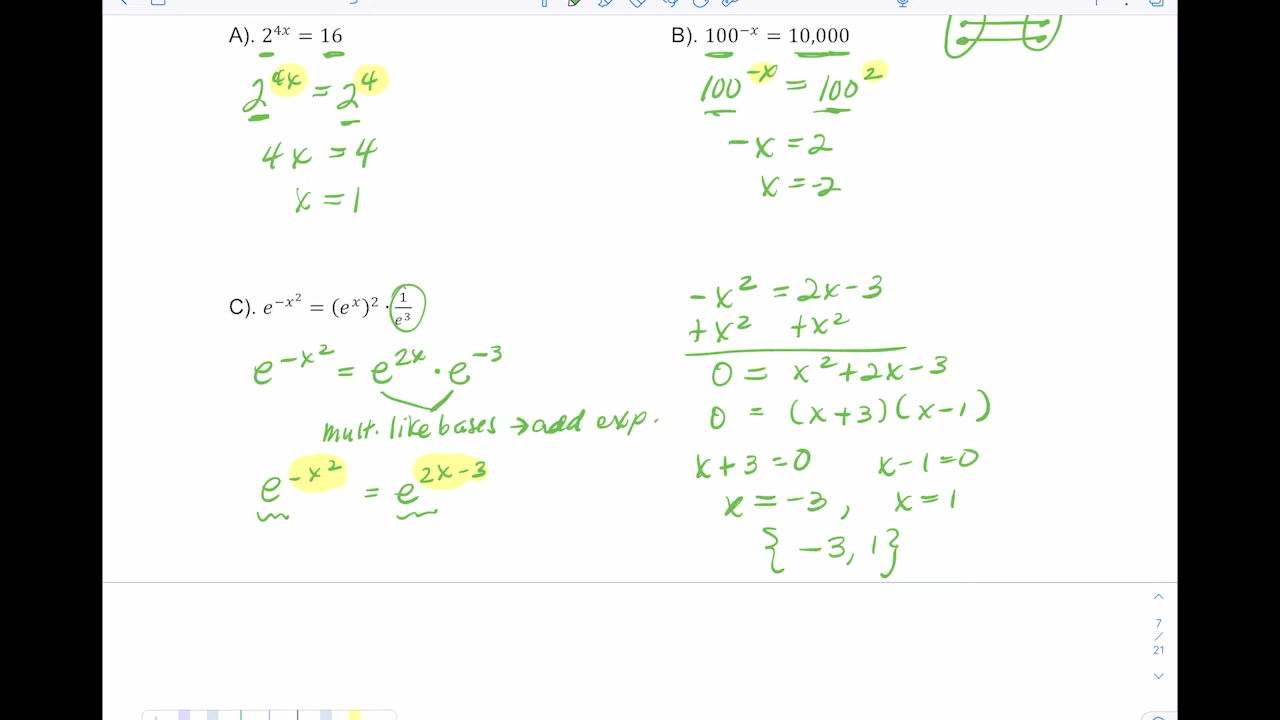 A). 2^{4x} = 16
2^{4x} = 2^4
4x = 4
x = 1
B). 100^{-x} = 10,000
100^{-x} = 100^2
-x = 2
x = -2
C). e^{-x^2} = (e^x)^2 · 1/e^3
e^{-x^2} = e^{2x} · e^{-3}
mult. like bases → add exp.
e^{-x^2} = e^{2x-3}
-x^2 = 2x-3
+x^2 +x^2
0 = x^2+2x-3
0 = (x+3)(x-1)
x+3=0 x-1=0
x=-3, x=1
{-3, 1}
7
/
21